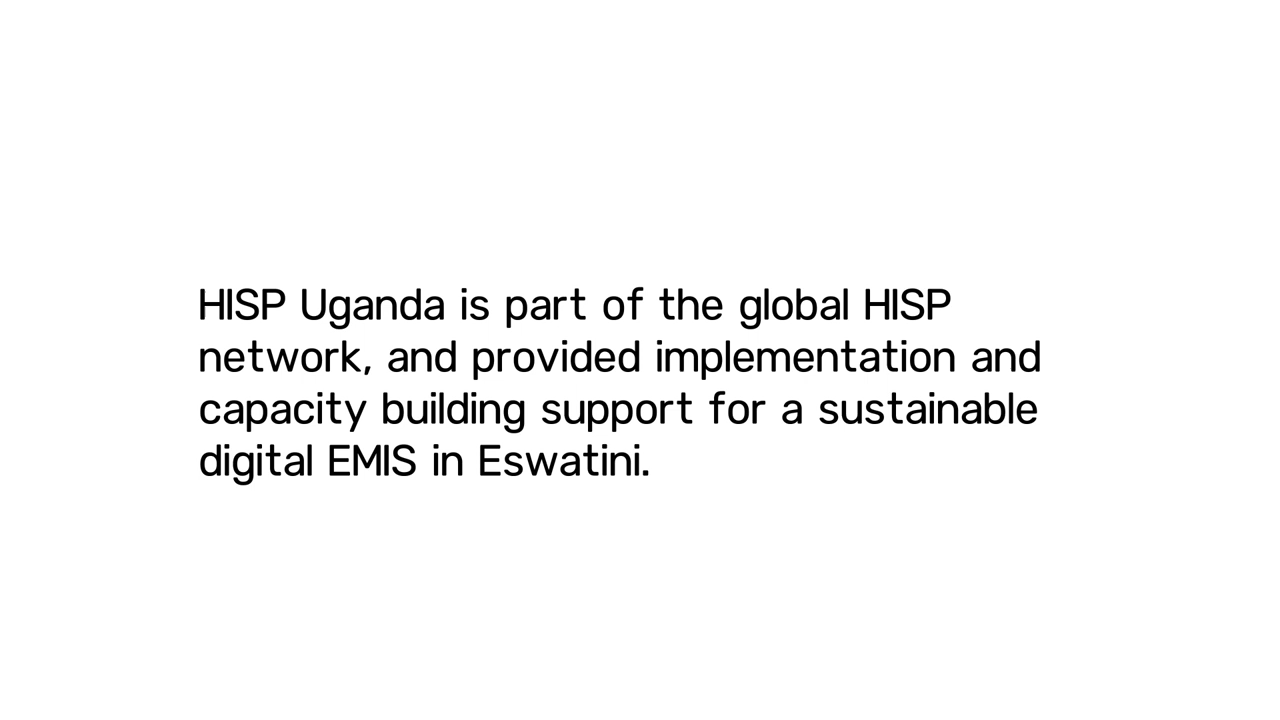 HISP Uganda is part of the global HISP
network, and provided implementation and
capacity building support for a sustainable
digital EMIS in Eswatini.